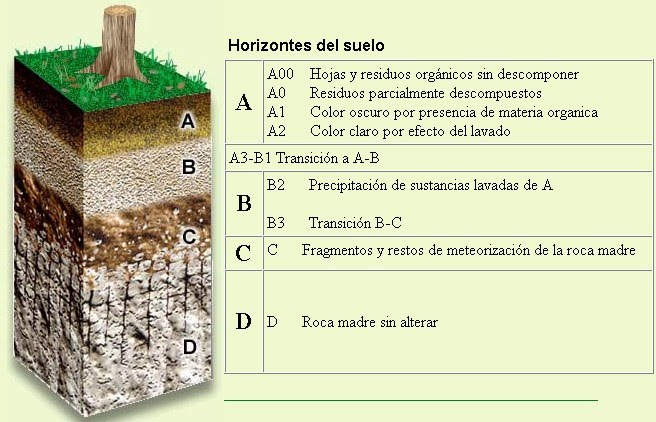 Horizontes del suelo
A
A00 Hojas y residuos orgánicos sin descomponer
A0 Residuos parcialmente descompuestos
A1 Color oscuro por presencia de materia organica
A2 Color claro por efecto del lavado
A3-B1 Transición a A-B
B
B2 Precipitación de sustancias lavadas de A
B3 Transición B-C
C
C Fragmentos y restos de meteorización de la roca madre
D
D Roca madre sin alterar
A
B
C
D